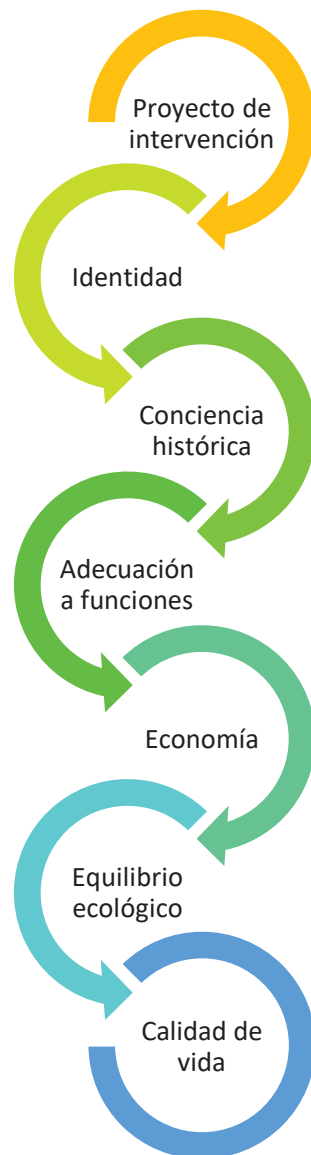 Proyecto de
intervención
Identidad
Conciencia
histórica
Adecuación
a funciones
Economía
Equilibrio
ecológico
Calidad de
vida